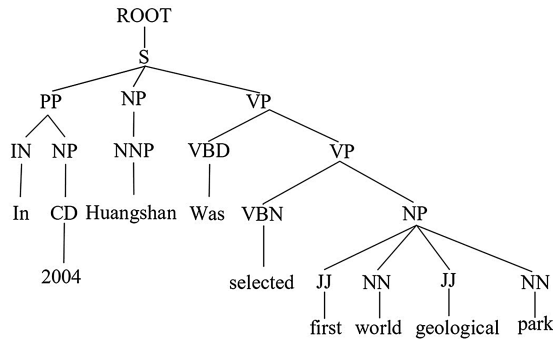 ROOT
S
PP NP VP
IN NP NNP VBD VP
In CD Huangshan Was VBN NP
2004 selected JJ NN JJ NN
first world geological park